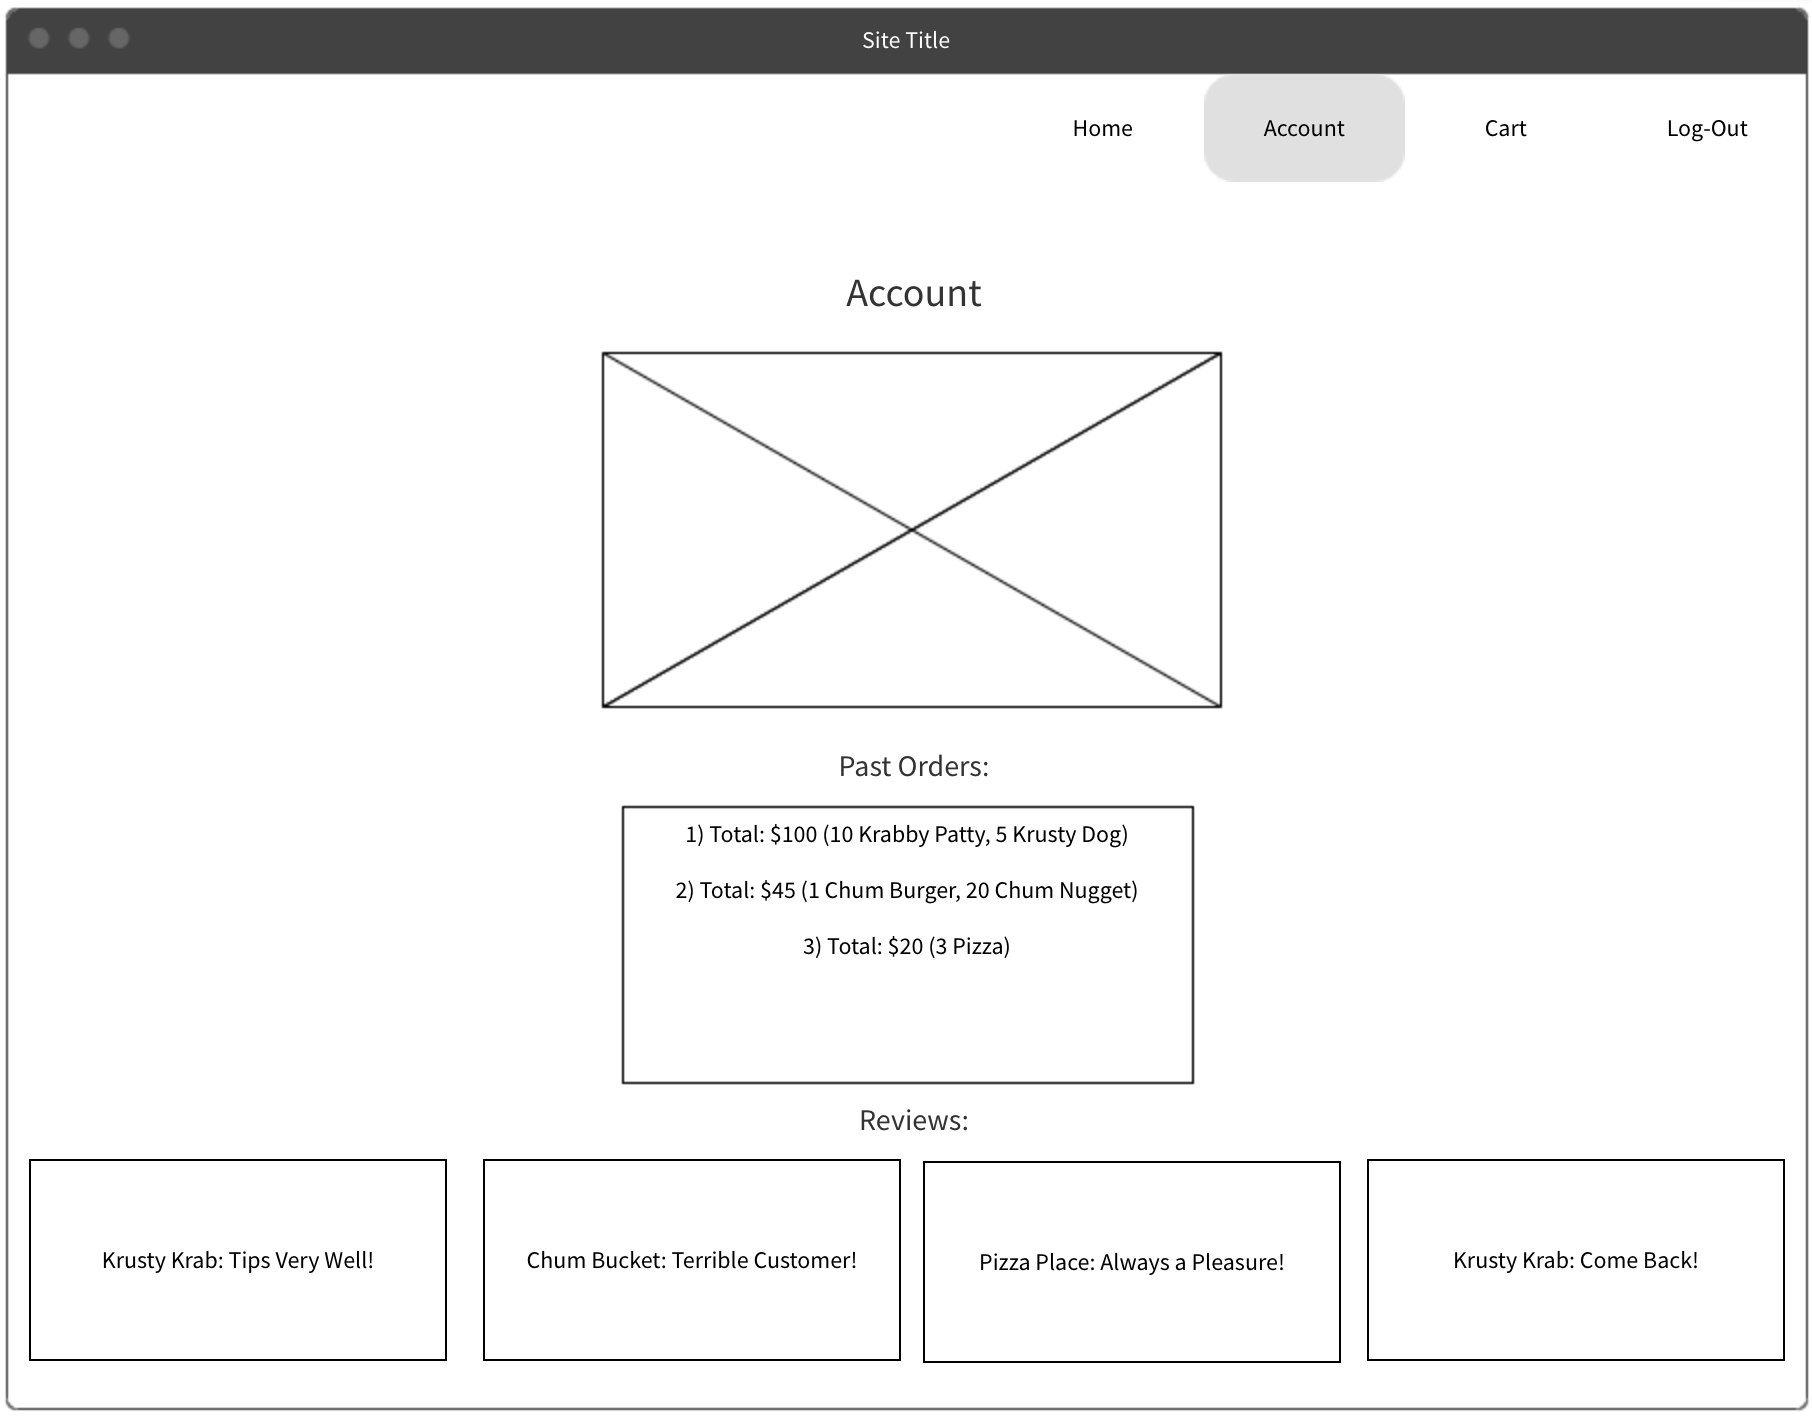 Site Title
Home Account Cart Log-Out
Account
Past Orders:
1) Total: $100 (10 Krabby Patty, 5 Krusty Dog)
2) Total: $45 (1 Chum Burger, 20 Chum Nugget)
3) Total: $20 (3 Pizza)
Reviews:
Krusty Krab: Tips Very Well!
Chum Bucket: Terrible Customer!
Pizza Place: Always a Pleasure!
Krusty Krab: Come Back!